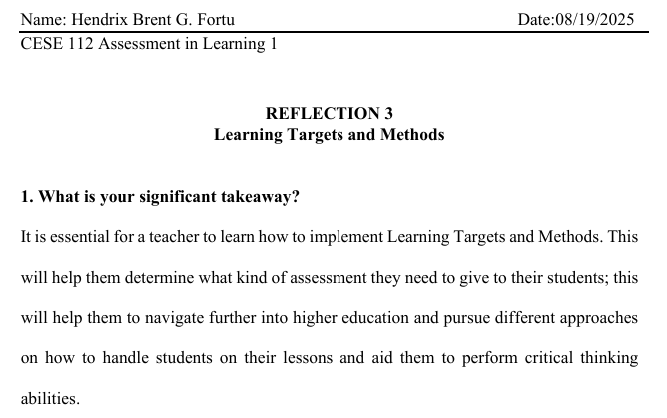 Name: Hendrix Brent G. Fortu Date:08/19/2025
CESE 112 Assessment in Learning 1
REFLECTION 3
Learning Targets and Methods
1. What is your significant takeaway?
It is essential for a teacher to learn how to implement Learning Targets and Methods. This
will help them determine what kind of assessment they need to give to their students; this
will help them to navigate further into higher education and pursue different approaches
on how to handle students on their lessons and aid them to perform critical thinking
abilities.